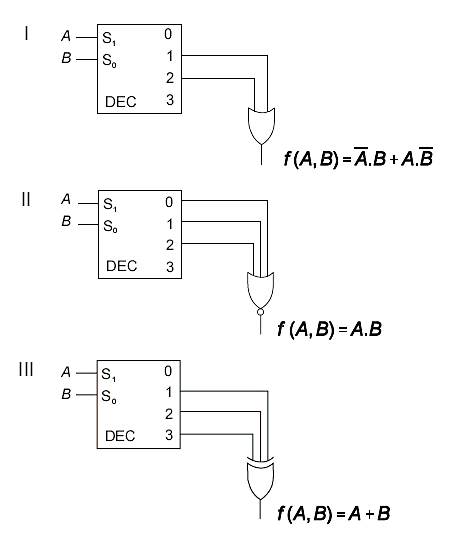 I
A S₁ 0
B S₀ 1
2
DEC 3
f(A,B) = A̅.B + A.B̅
II
A S₁ 0
B S₀ 1
2
DEC 3
f(A,B) = A.B
III
A S₁ 0
B S₀ 1
2
DEC 3
f(A,B) = A + B